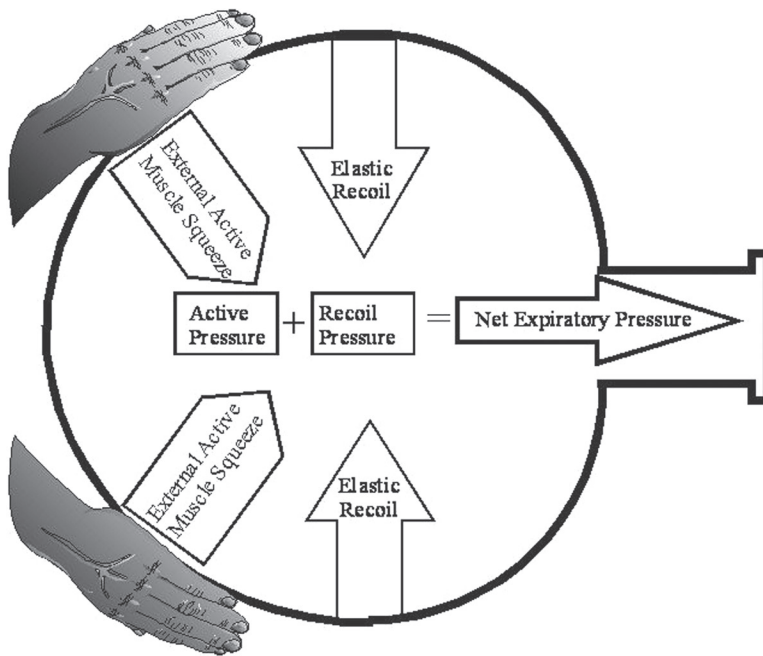 External Active
Muscle Squeeze
Elastic
Recoil
Active
Pressure
+
Recoil
Pressure
=
Net Expiratory Pressure
External Active
Muscle Squeeze
Elastic
Recoil